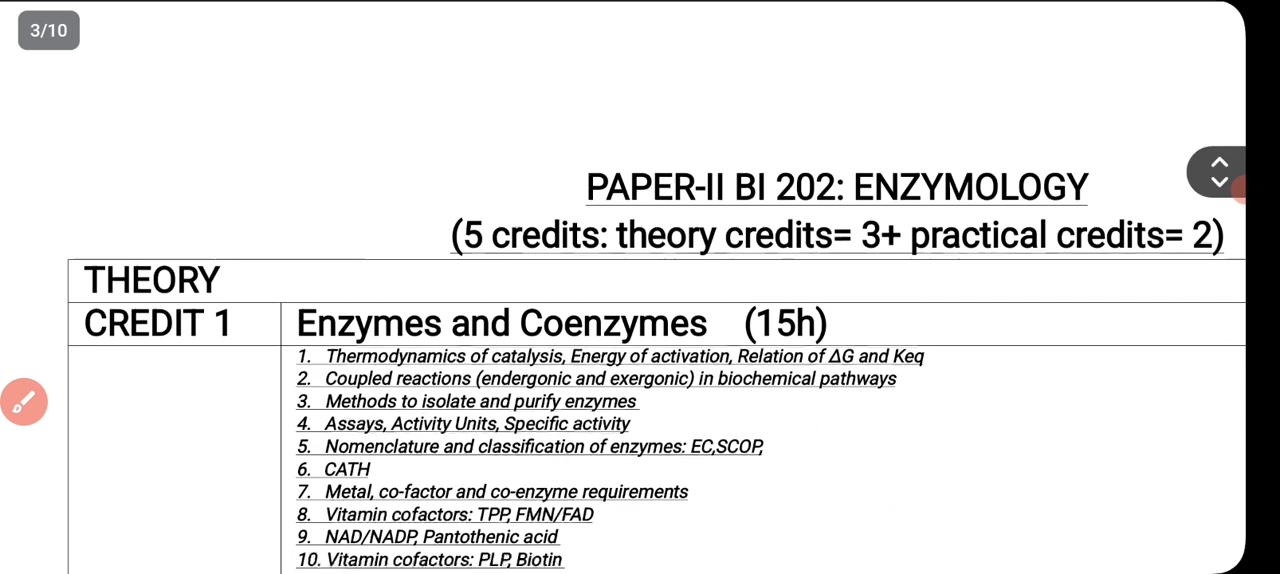 3/10
PAPER-II BI 202: ENZYMOLOGY
(5 credits: theory credits= 3+ practical credits= 2)
THEORY
CREDIT 1 Enzymes and Coenzymes (15h)
1. Thermodynamics of catalysis, Energy of activation, Relation of ΔG and Keq
2. Coupled reactions (endergonic and exergonic) in biochemical pathways
3. Methods to isolate and purify enzymes
4. Assays, Activity Units, Specific activity
5. Nomenclature and classification of enzymes: EC,SCOP,
6. CATH
7. Metal, co-factor and co-enzyme requirements
8. Vitamin cofactors: TPP, FMN/FAD
9. NAD/NADP, Pantothenic acid
10. Vitamin cofactors: PLP, Biotin